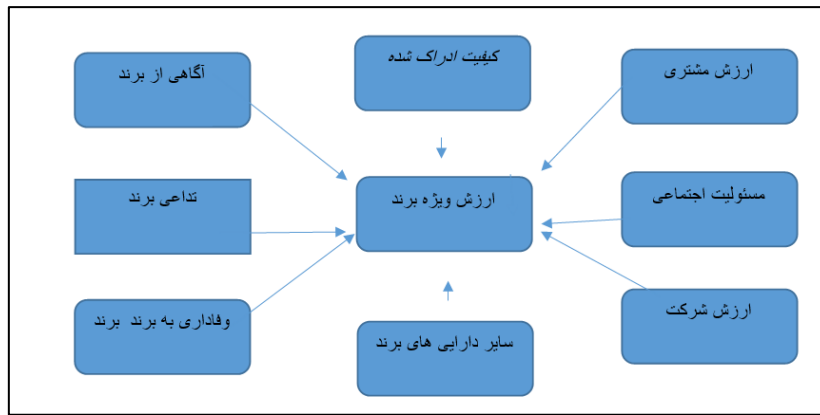 ارزش مشتری
کیفیت ادراک شده
آگاهی از برند
مسئولیت اجتماعی
ارزش ویژه برند
تداعی برند
ارزش شرکت
سایر دارایی های برند
وفاداری به برند برند